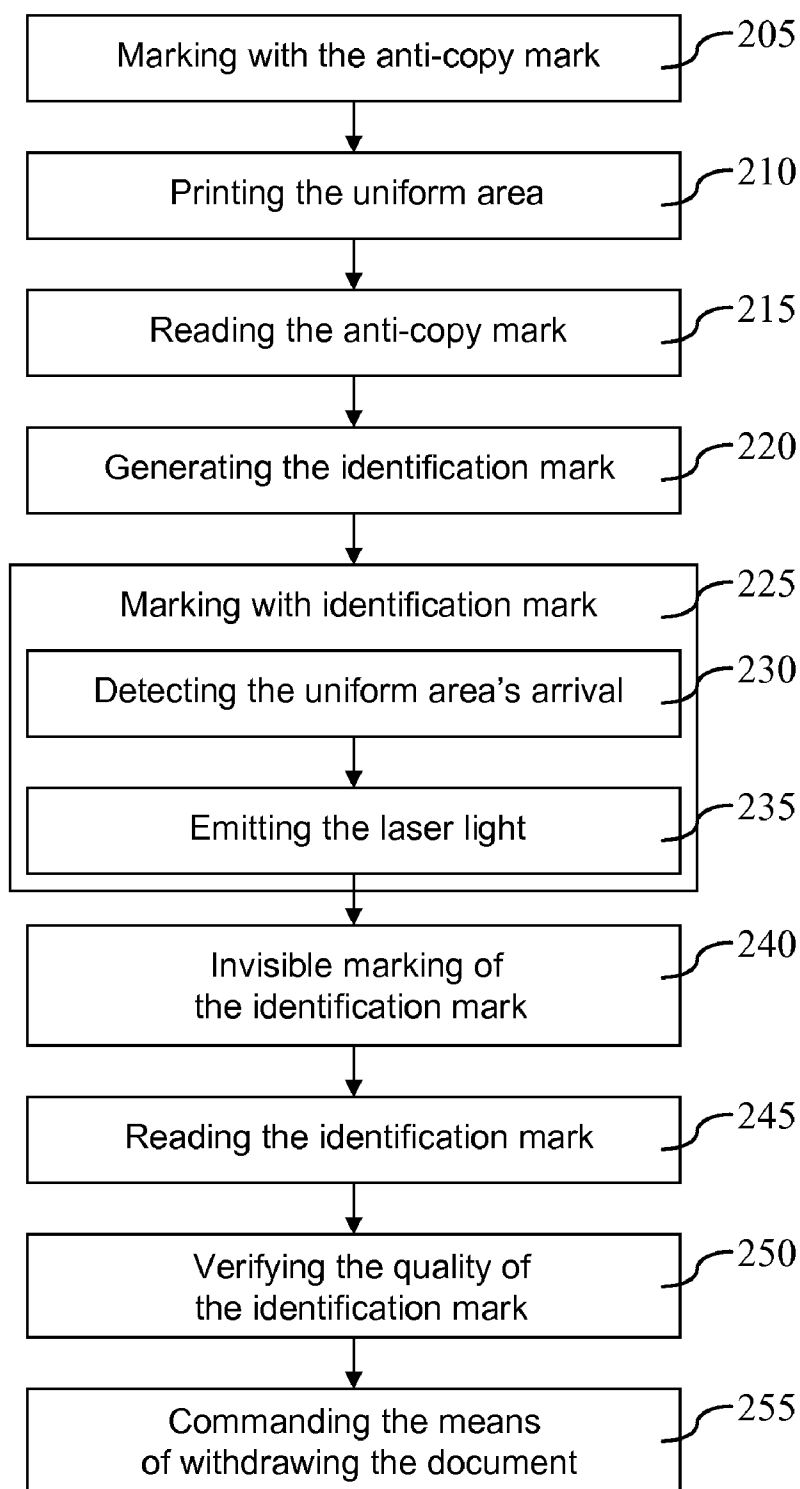 Marking with the anti-copy mark 205
Printing the uniform area 210
Reading the anti-copy mark 215
Generating the identification mark 220
Marking with identification mark 225
Detecting the uniform area’s arrival 230
Emitting the laser light 235
Invisible marking of 240
the identification mark
Reading the identification mark 245
Verifying the quality of 250
the identification mark
Commanding the means 255
of withdrawing the document